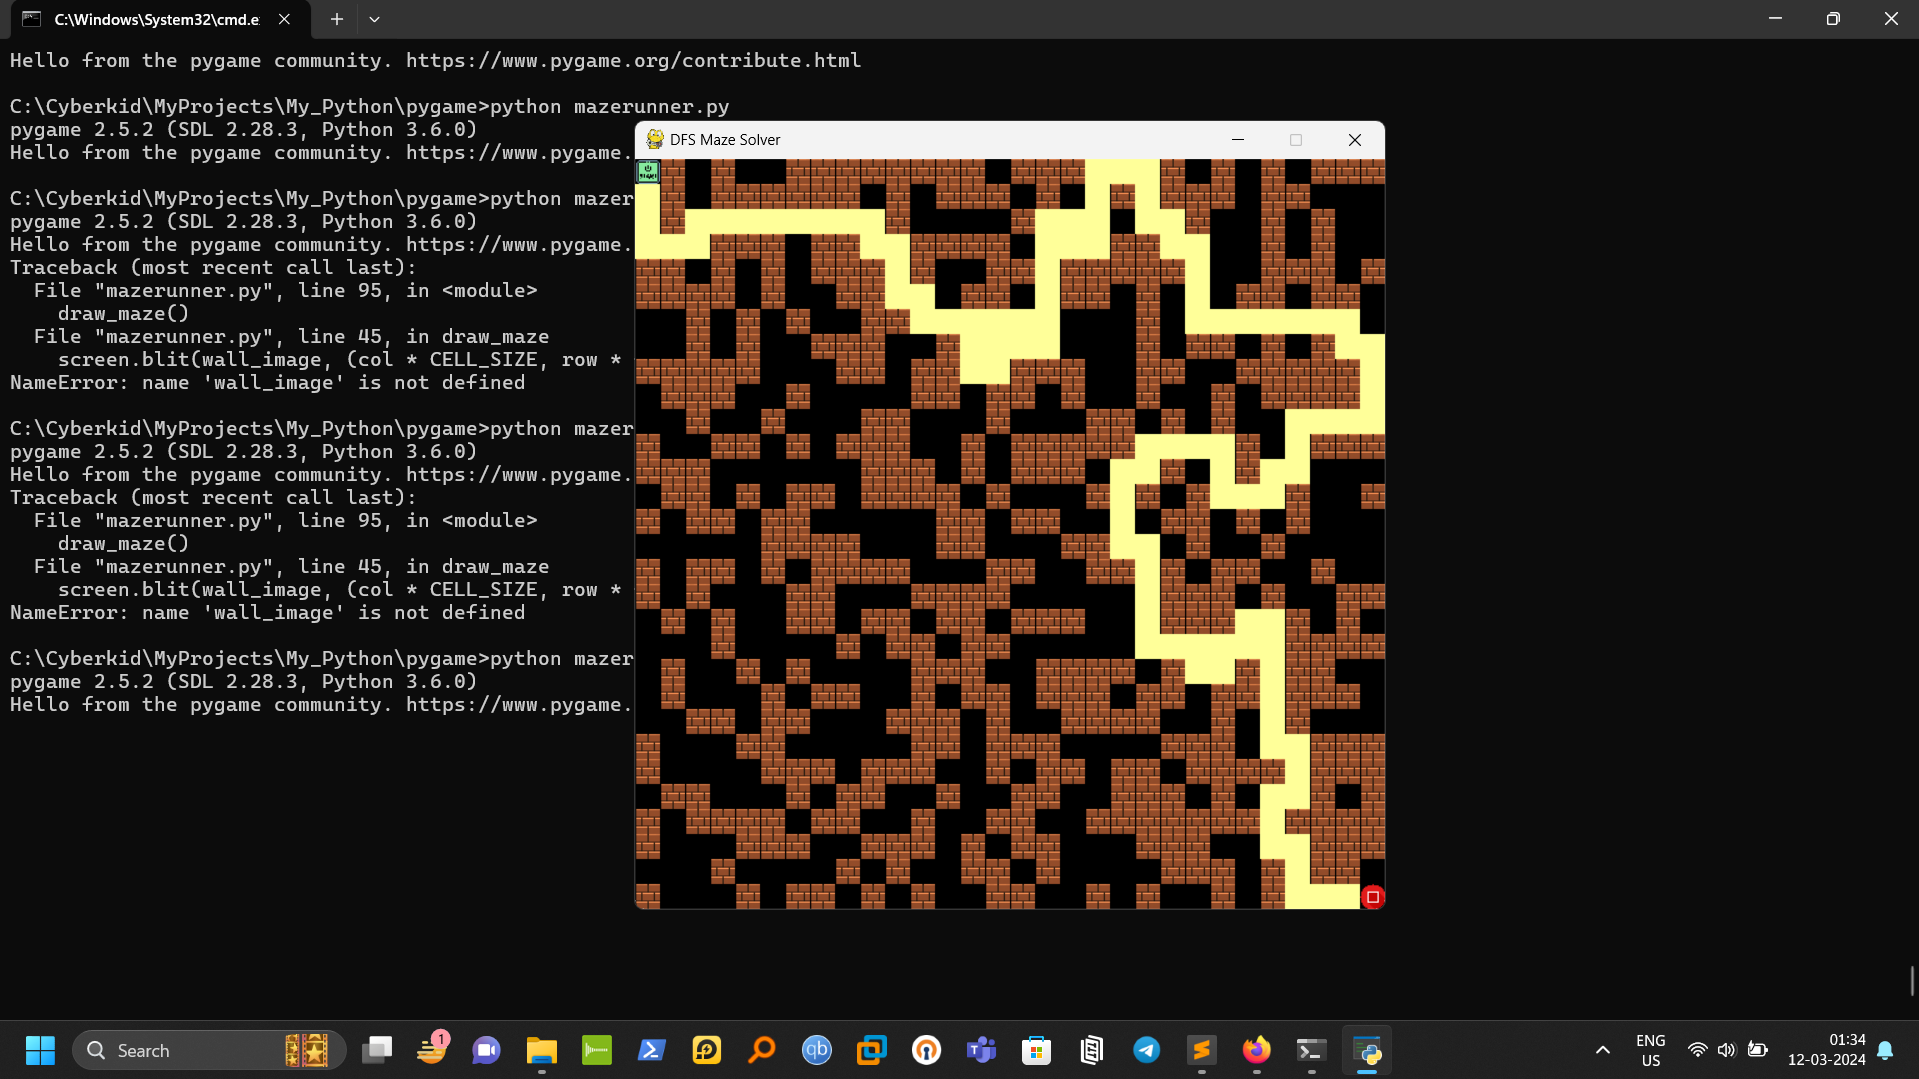 C:\Windows\System32\cmd.e
Hello from the pygame community. https://www.pygame.org/contribute.html
C:\Cyberkid\MyProjects\My_Python\pygame>python mazerunner.py
pygame 2.5.2 (SDL 2.28.3, Python 3.6.0)
Hello from the pygame community. https://www.pygame.
C:\Cyberkid\MyProjects\My_Python\pygame>python mazer
pygame 2.5.2 (SDL 2.28.3, Python 3.6.0)
Hello from the pygame community. https://www.pygame.
Traceback (most recent call last):
File "mazerunner.py", line 95, in <module>
draw_maze()
File "mazerunner.py", line 45, in draw_maze
screen.blit(wall_image, (col * CELL_SIZE, row *
NameError: name 'wall_image' is not defined
C:\Cyberkid\MyProjects\My_Python\pygame>python mazer
pygame 2.5.2 (SDL 2.28.3, Python 3.6.0)
Hello from the pygame community. https://www.pygame.
Traceback (most recent call last):
File "mazerunner.py", line 95, in <module>
draw_maze()
File "mazerunner.py", line 45, in draw_maze
screen.blit(wall_image, (col * CELL_SIZE, row *
NameError: name 'wall_image' is not defined
C:\Cyberkid\MyProjects\My_Python\pygame>python mazer
pygame 2.5.2 (SDL 2.28.3, Python 3.6.0)
Hello from the pygame community. https://www.pygame.
DFS Maze Solver
Search
1
qb
T
ENG
US
01:34
12-03-2024